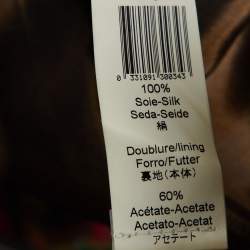 0 331091 300343
100%
Soie-Silk
Seda-Seide
絹
Doublure/lining
Forro/Futter
裏地(本体)
60%
Acétate-Acetate
Acetato-Acetat
アセテート